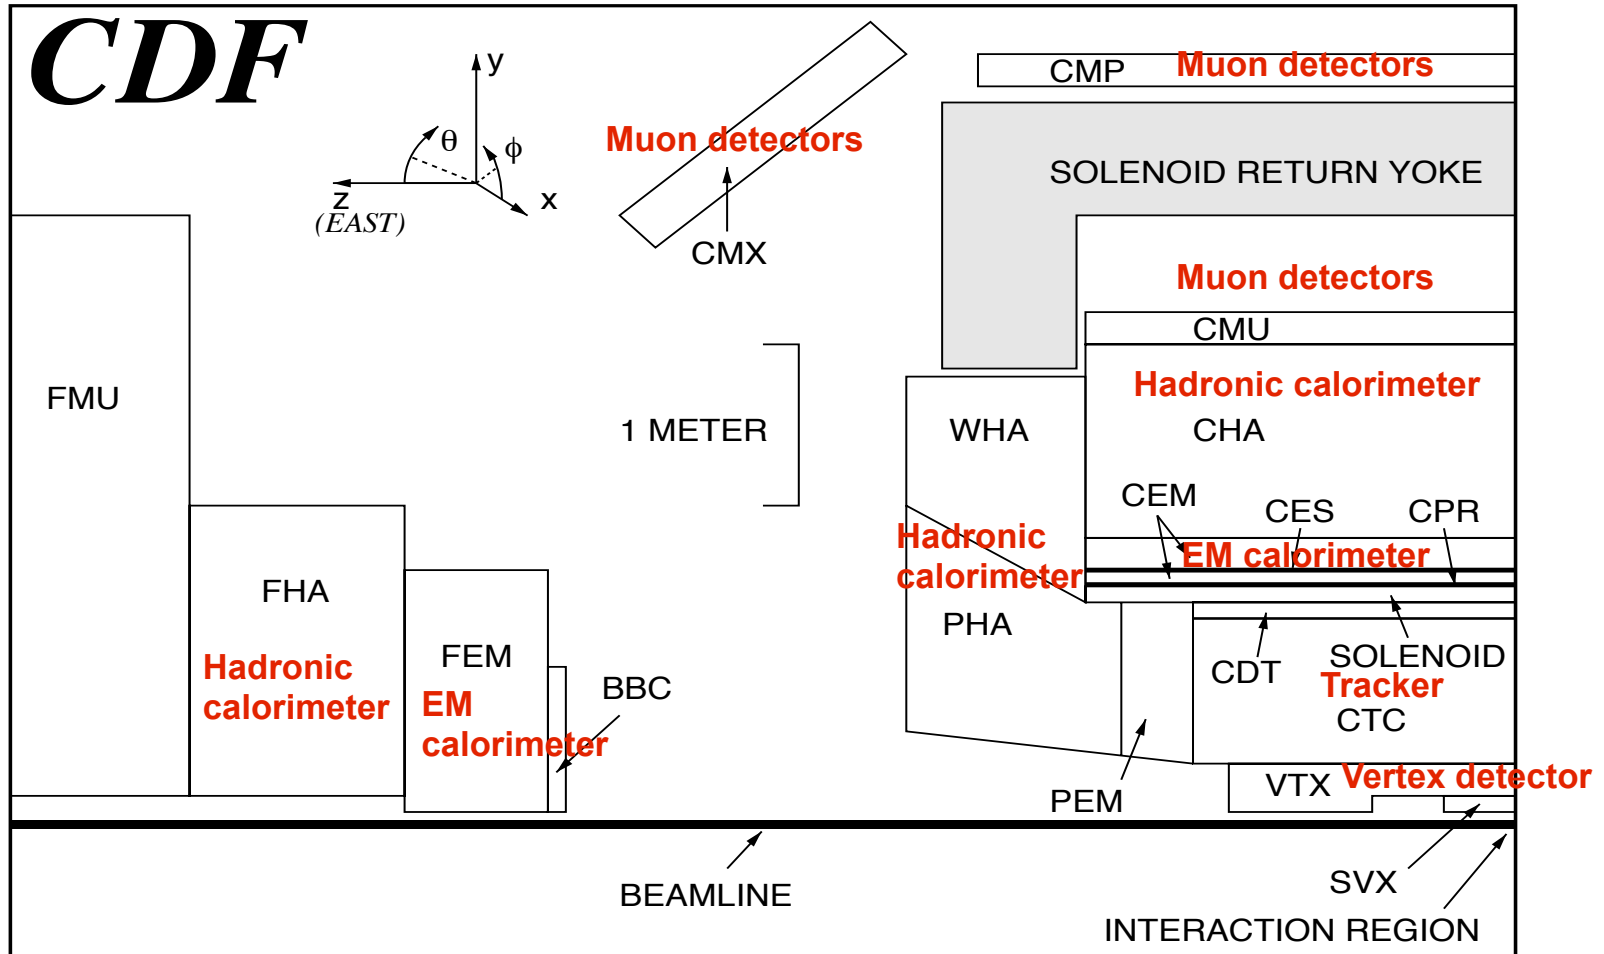 CDF
y
θ
ϕ
z
(EAST)
x
Muon detectors
CMX
CMP
Muon detectors
SOLENOID RETURN YOKE
Muon detectors
CMU
Hadronic calorimeter
CHA
WHA
1 METER
FMU
CEM
CES
CPR
EM calorimeter
Hadronic
calorimeter
PHA
FHA
Hadronic
calorimeter
FEM
EM
calorimeter
BBC
CDT
SOLENOID
Tracker
CTC
PEM
VTX
Vertex detector
BEAMLINE
SVX
INTERACTION REGION